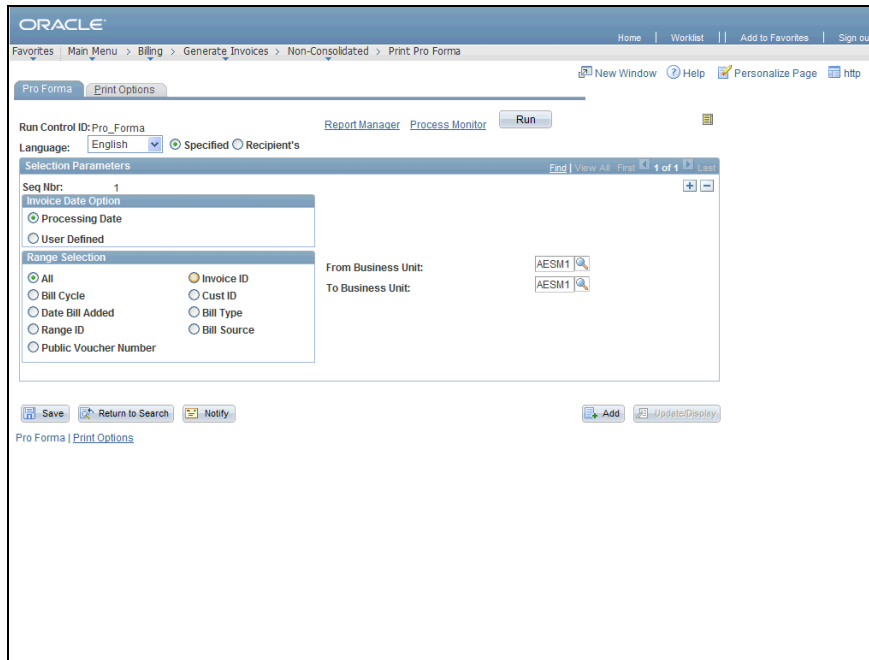 ORACLE
Home | Worklist || Add to Favorites | Sign ou
Favorites Main Menu > Billing > Generate Invoices > Non-Consolidated > Print Pro Forma
New Window Help Personalize Page http
Pro Forma Print Options
Run Control ID: Pro_Forma Report Manager Process Monitor Run
Language: English Specified Recipient's
Selection Parameters Find | View All First 1 of 1 Last
Seq Nbr: 1
Invoice Date Option
Processing Date
User Defined
Range Selection
All Invoice ID
Bill Cycle Cust ID
Date Bill Added Bill Type
Range ID Bill Source
Public Voucher Number
From Business Unit: AESM1
To Business Unit: AESM1
Save Return to Search Notify Add Update/Display
Pro Forma | Print Options